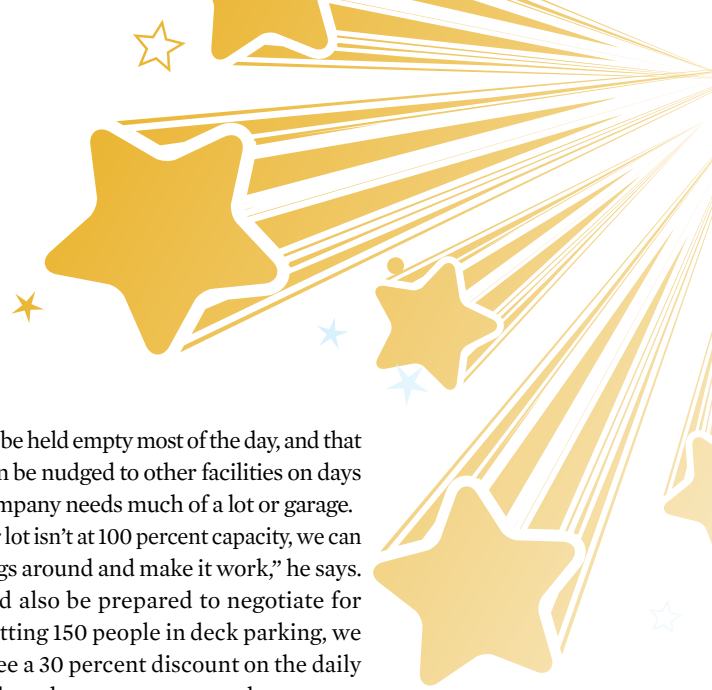 be held empty most of the day, and that
n be nudged to other facilities on days
mpany needs much of a lot or garage.
lot isn’t at 100 percent capacity, we can
gs around and make it work,” he says.
d also be prepared to negotiate for
tting 150 people in deck parking, we
ee a 30 percent discount on the daily